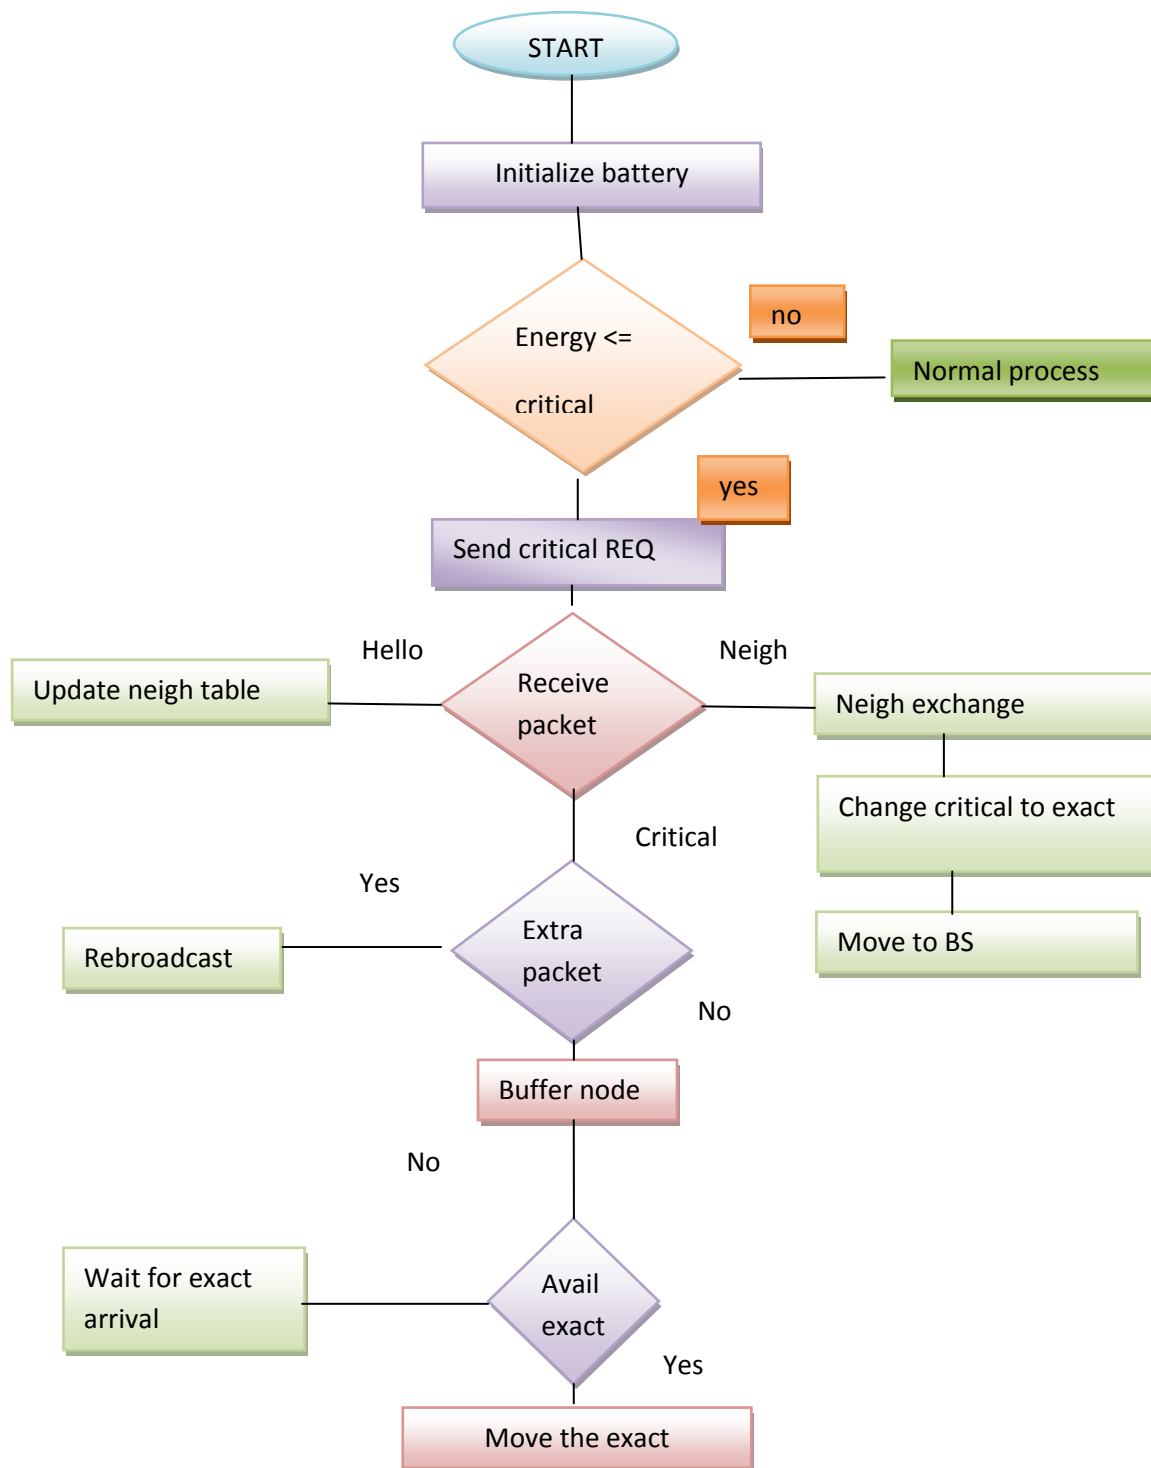 START
Initialize battery
no
Energy <=
critical
Normal process
yes
Send critical REQ
Hello
Neigh
Update neigh table
Receive
packet
Neigh exchange
Change critical to exact
Critical
Yes
Extra
packet
Rebroadcast
Move to BS
No
Buffer node
No
Wait for exact
arrival
Avail
exact
Yes
Move the exact